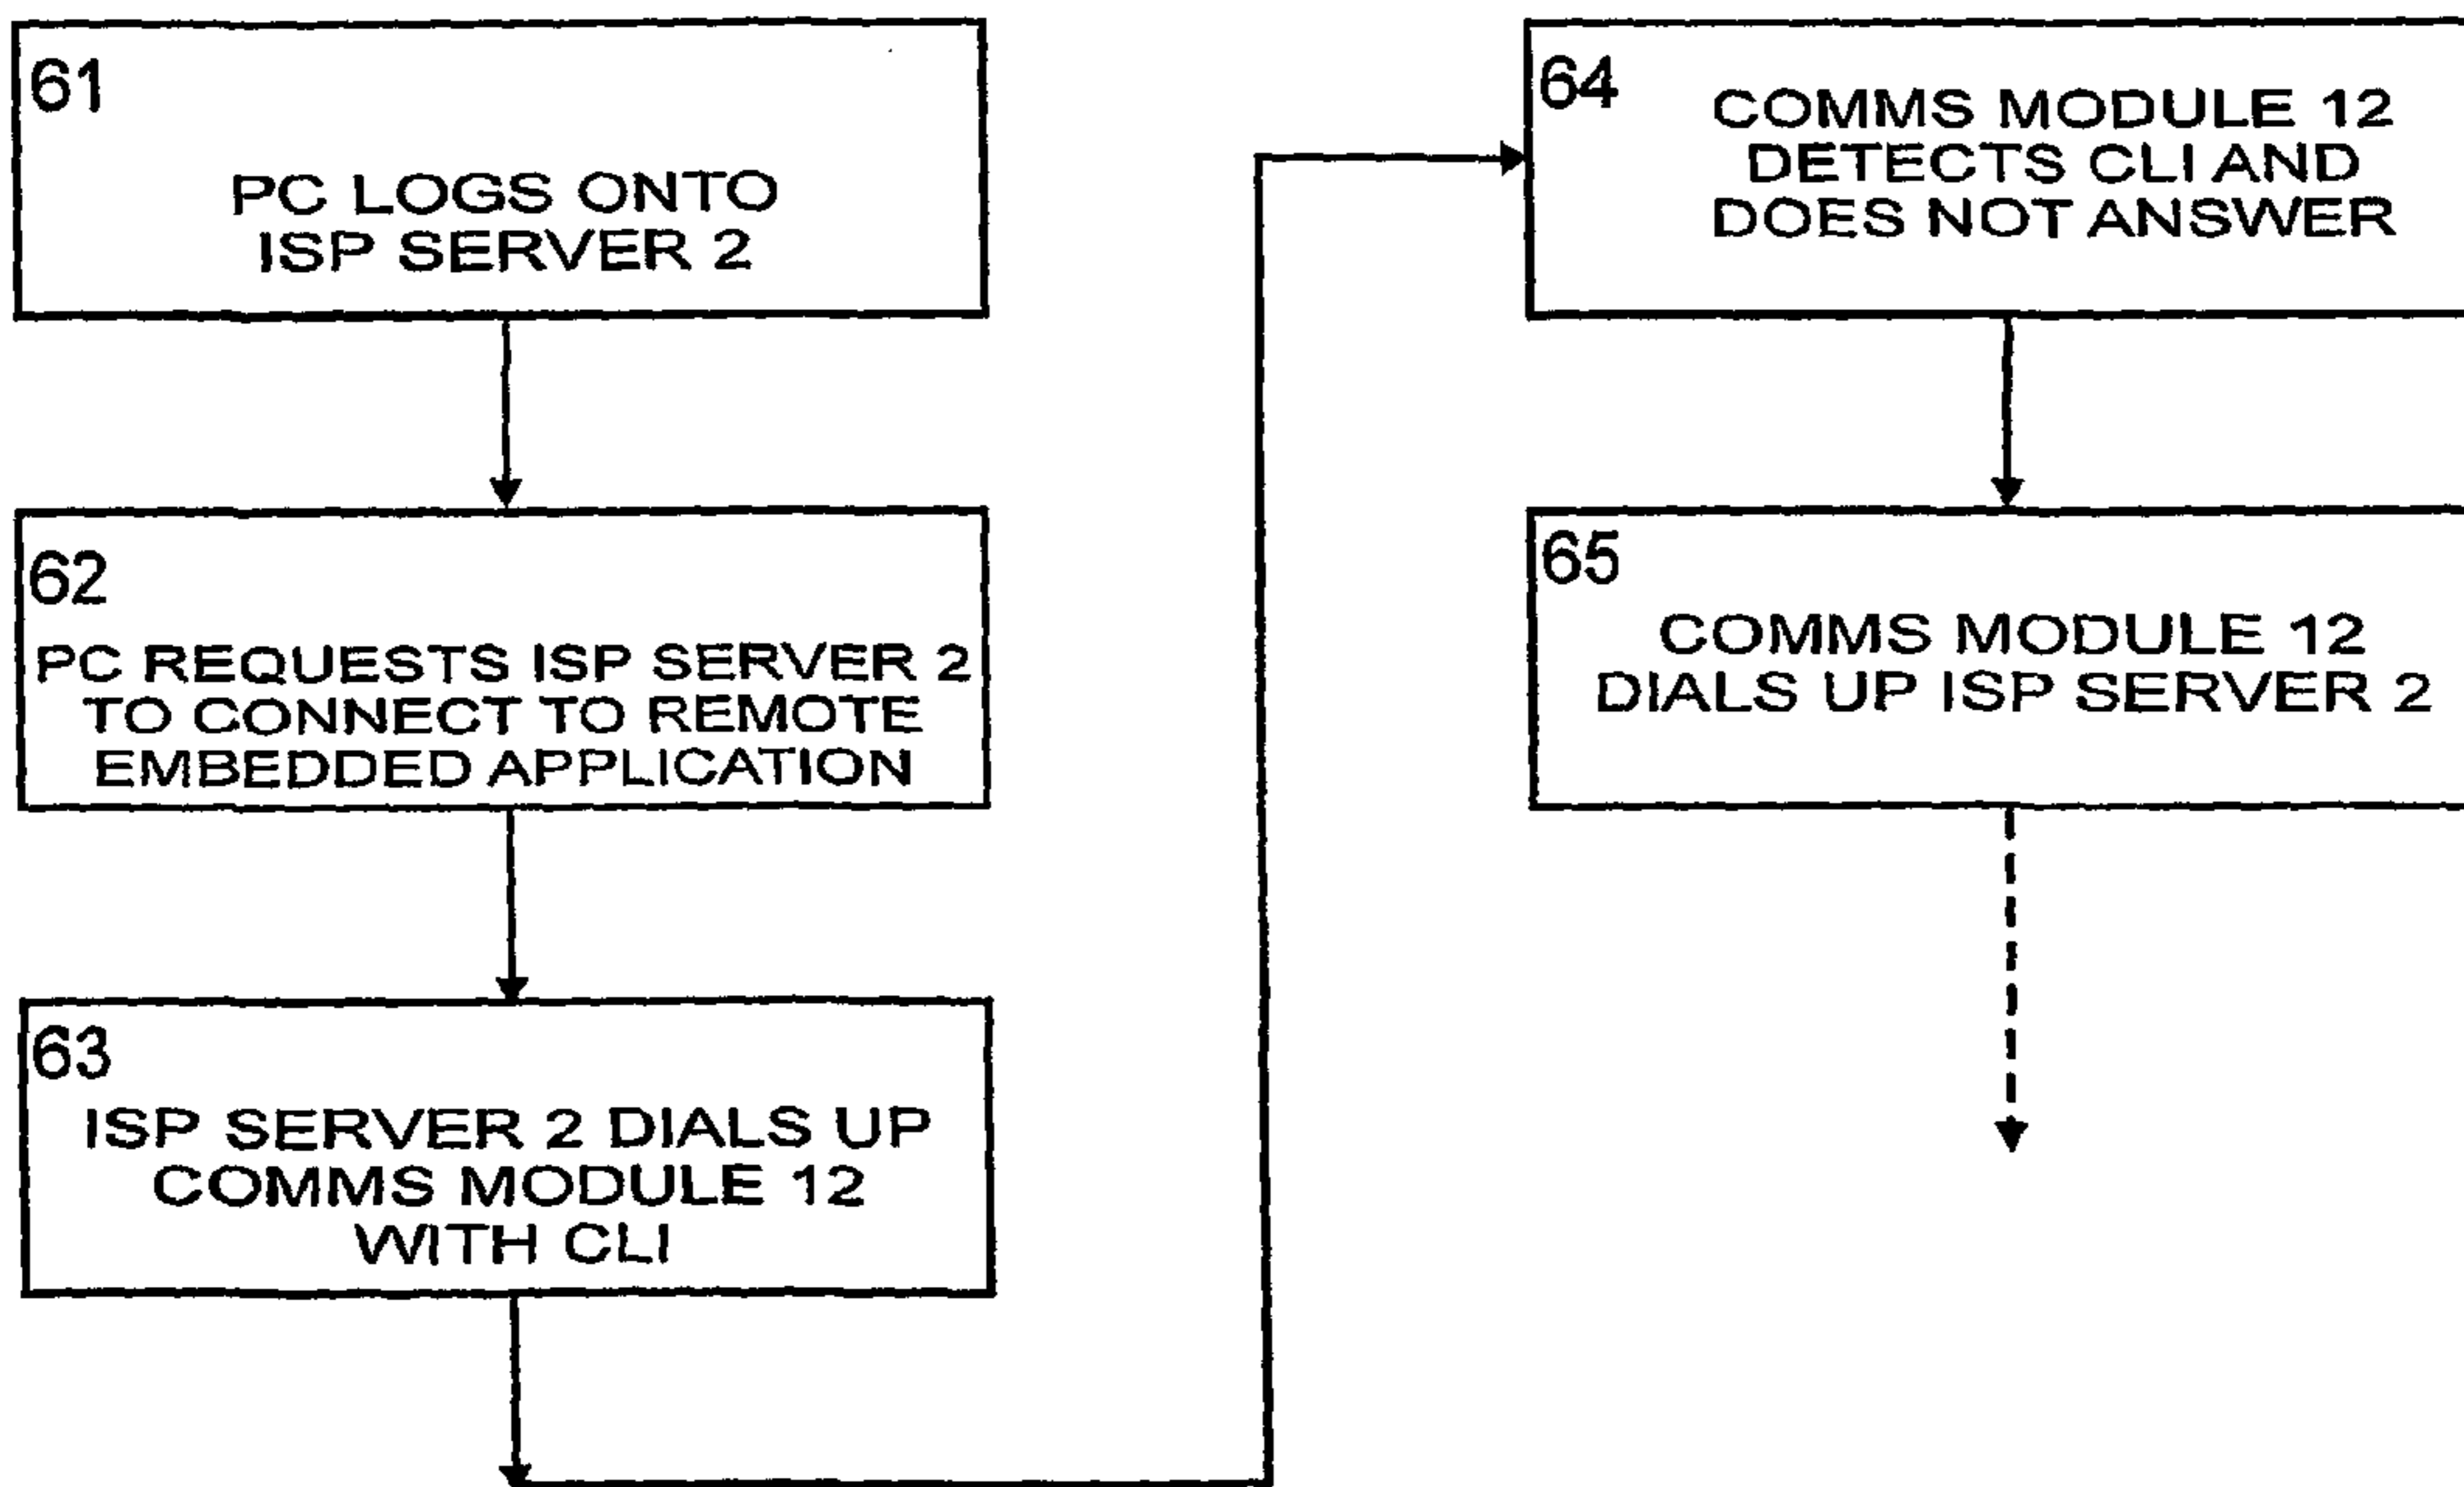 61
PC LOGS ONTO
ISP SERVER 2
62
PC REQUESTS ISP SERVER 2
TO CONNECT TO REMOTE
EMBEDDED APPLICATION
63
ISP SERVER 2 DIALS UP
COMMS MODULE 12
WITH CLI
64
COMMS MODULE 12
DETECTS CLI AND
DOES NOT ANSWER
65
COMMS MODULE 12
DIALS UP ISP SERVER 2